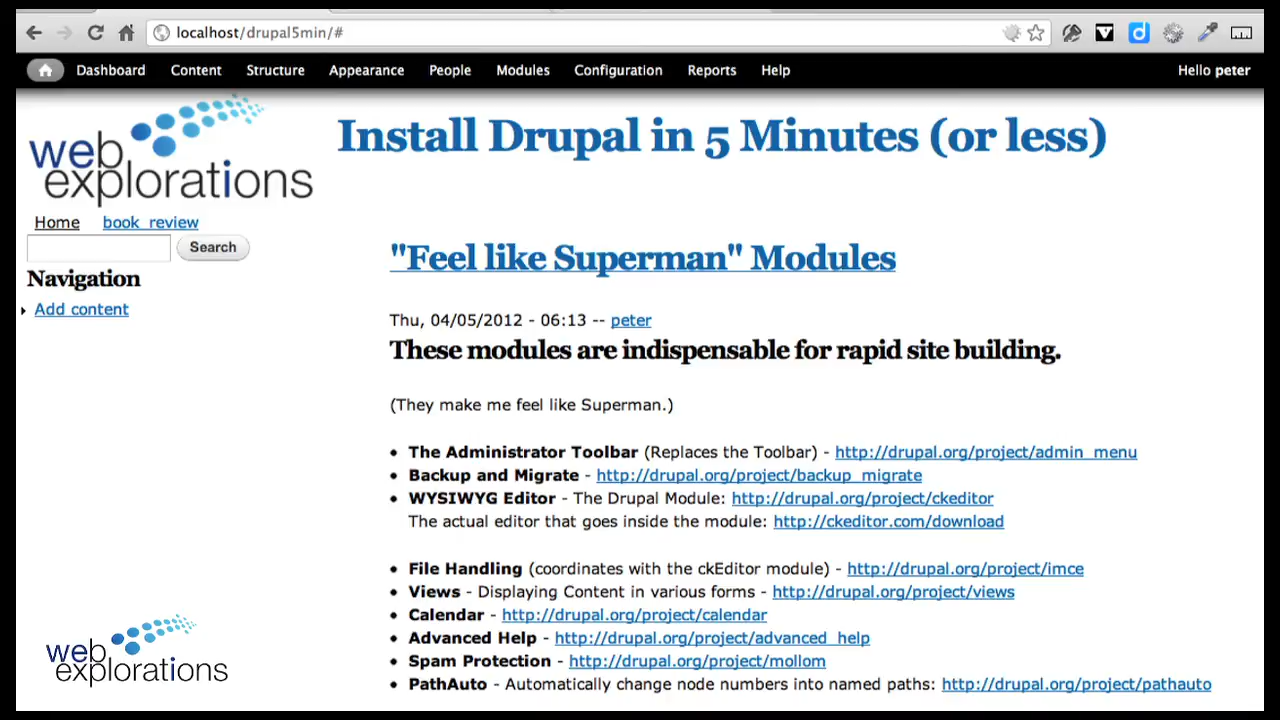 localhost/drupal5min/#
Dashboard Content Structure Appearance People Modules Configuration Reports Help Hello peter
web explorations
Install Drupal in 5 Minutes (or less)
Home book_review
Search
Navigation
Add content
"Feel like Superman" Modules
Thu, 04/05/2012 - 06:13 -- peter
These modules are indispensable for rapid site building.
(They make me feel like Superman.)
• The Administrator Toolbar (Replaces the Toolbar) - http://drupal.org/project/admin_menu
• Backup and Migrate - http://drupal.org/project/backup_migrate
• WYSIWYG Editor - The Drupal Module: http://drupal.org/project/ckeditor
The actual editor that goes inside the module: http://ckeditor.com/download
• File Handling (coordinates with the ckEditor module) - http://drupal.org/project/imce
• Views - Displaying Content in various forms - http://drupal.org/project/views
• Calendar - http://drupal.org/project/calendar
• Advanced Help - http://drupal.org/project/advanced_help
• Spam Protection - http://drupal.org/project/mollom
• PathAuto - Automatically change node numbers into named paths: http://drupal.org/project/pathauto
web explorations